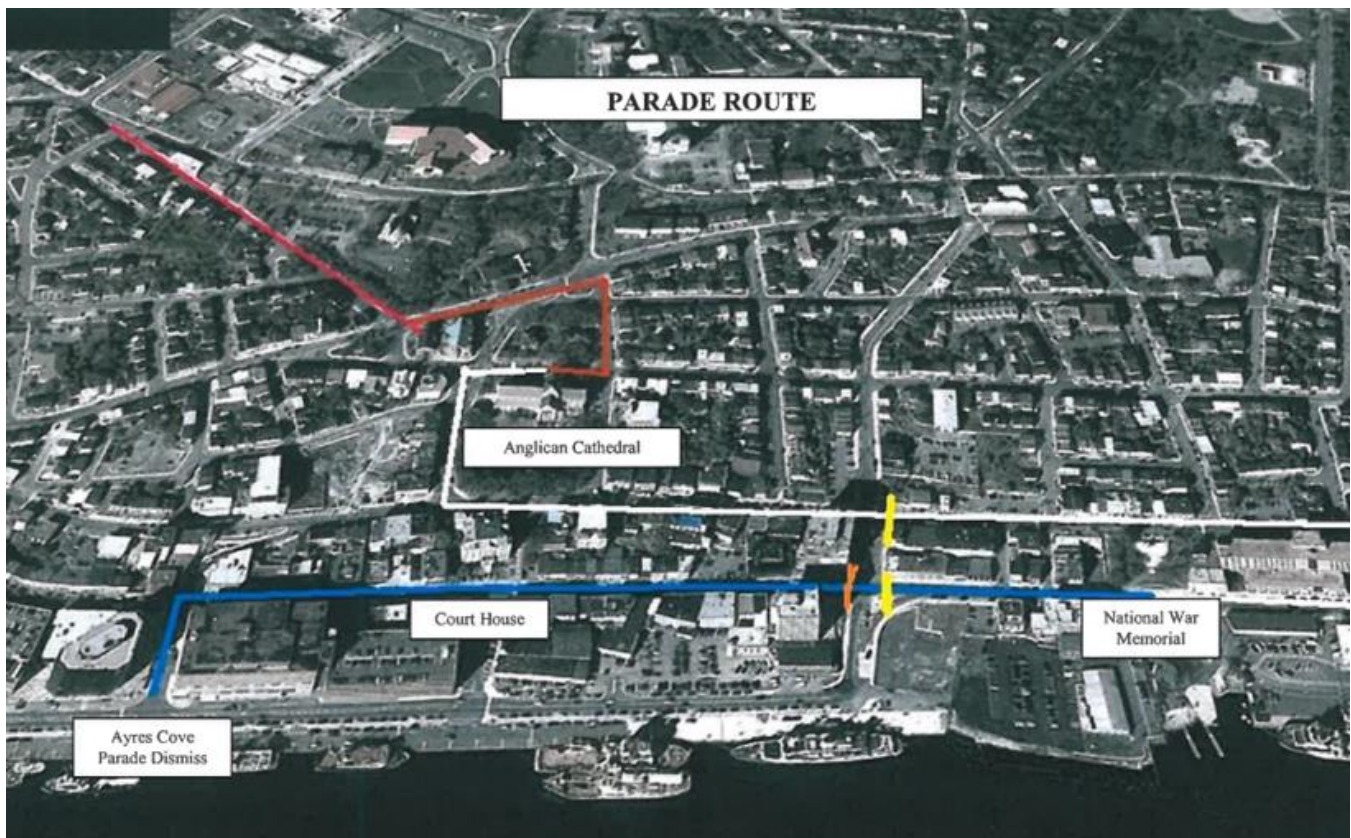 PARADE ROUTE
Anglican Cathedral
Court House
National War
Memorial
Ayres Cove
Parade Dismiss